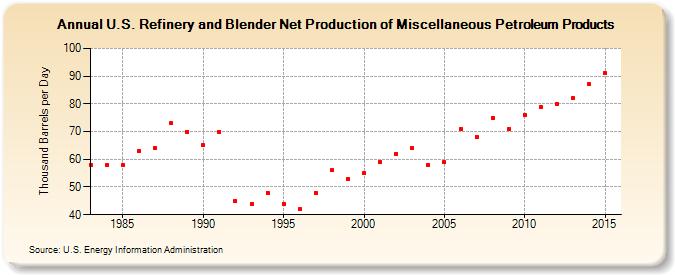 Annual U.S. Refinery and Blender Net Production of Miscellaneous Petroleum Products
Thousand Barrels per Day
100
90
80
70
60
50
40
1985 1990 1995 2000 2005 2010 2015
Source: U.S. Energy Information Administration